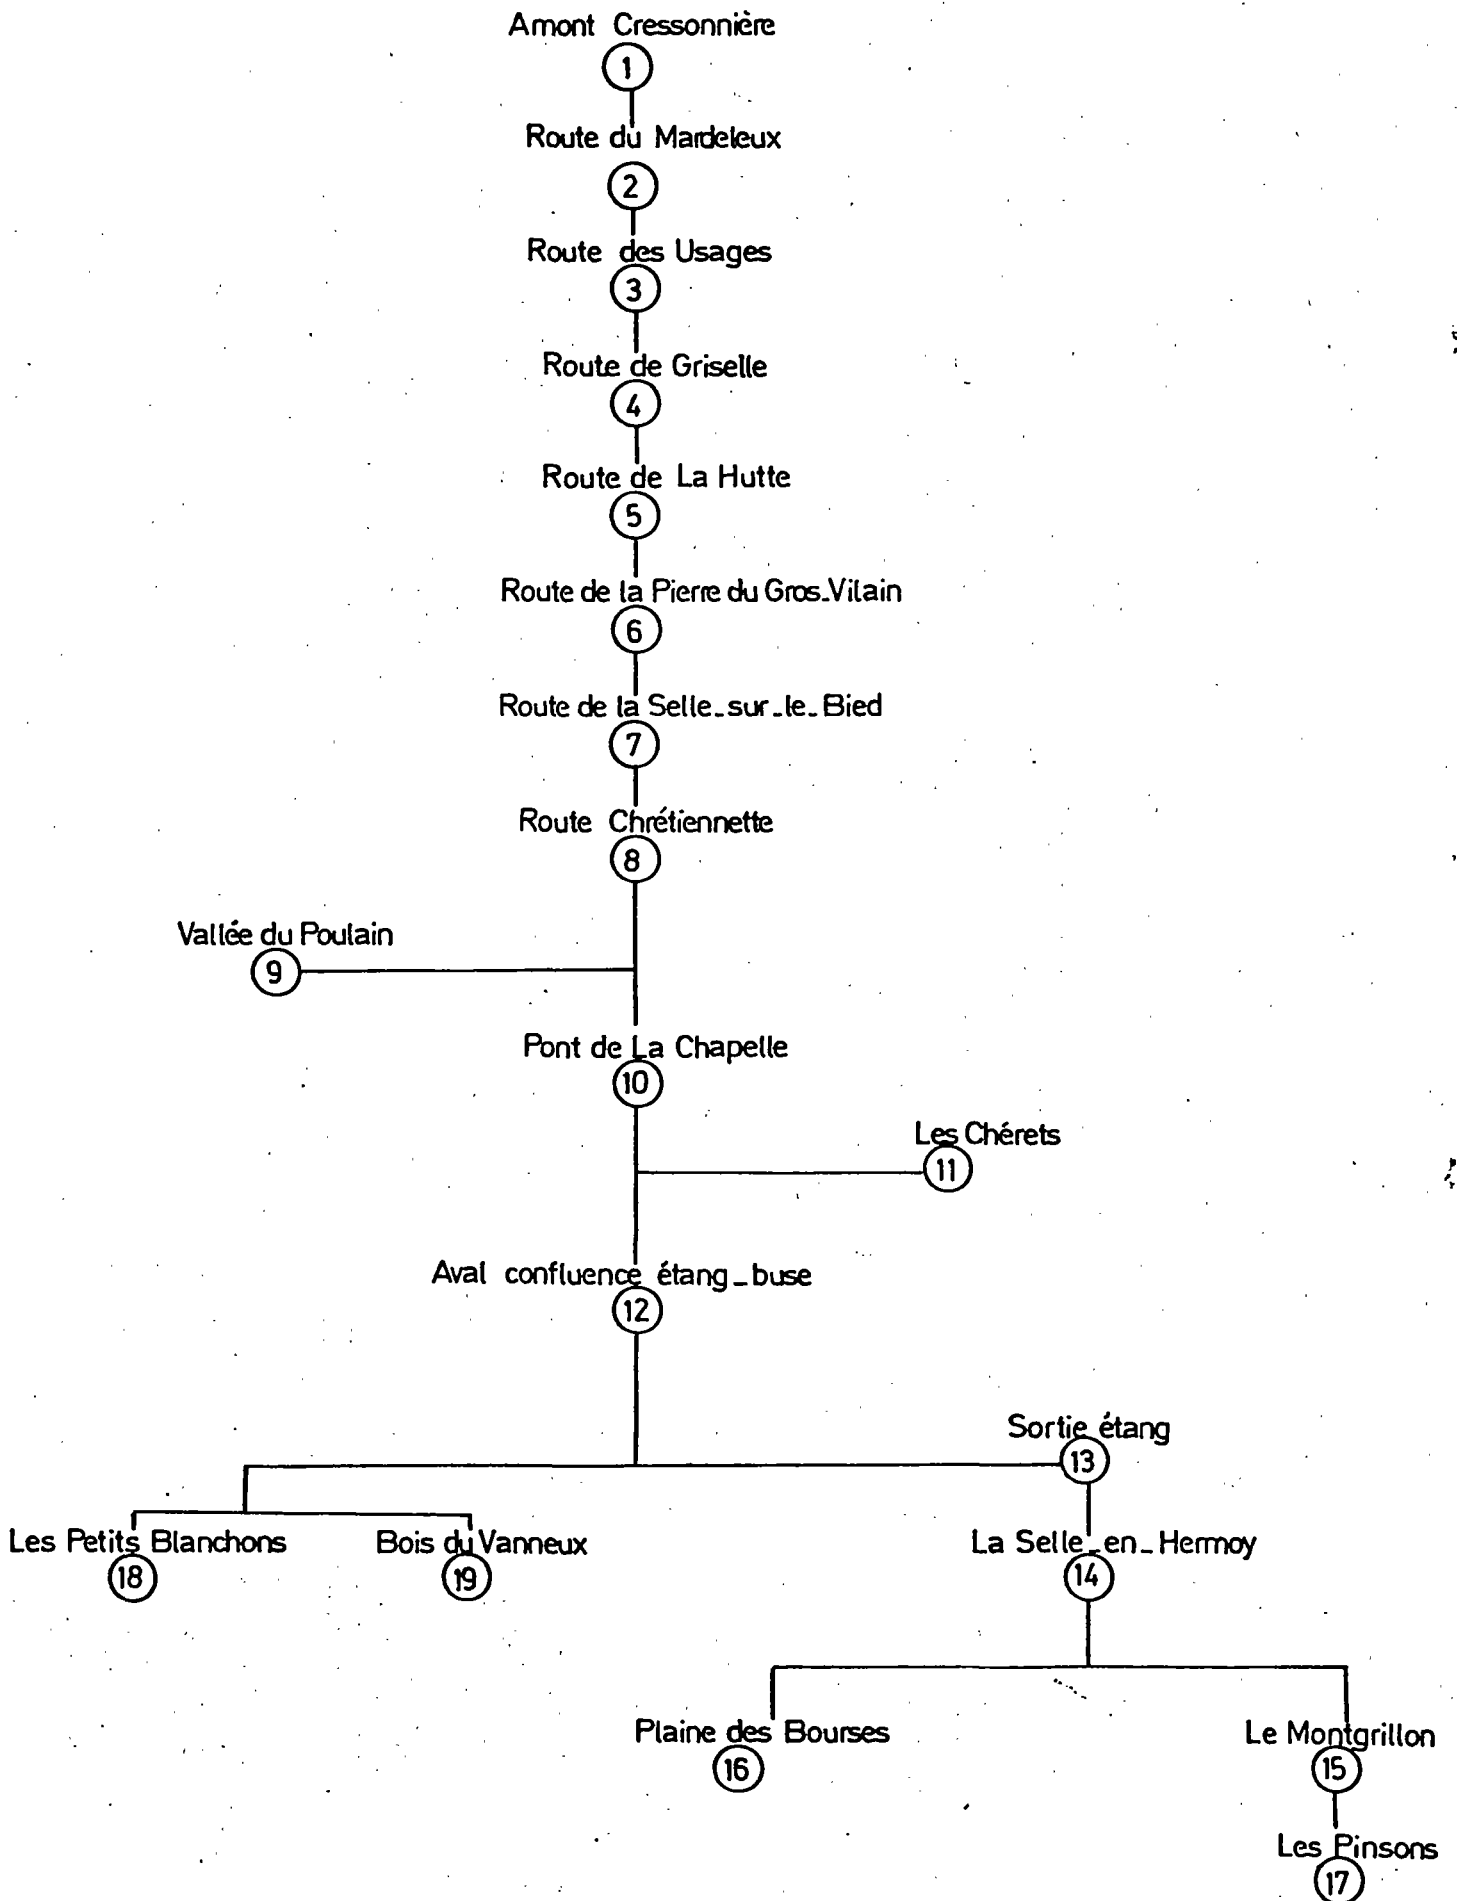 Amont Cressonnière
1
Route du Mardeleux
2
Route des Usages
3
Route de Griselle
4
Route de La Hutte
5
Route de la Pierre du Gros_Vilain
6
Route de la Selle_sur_le_Bied
7
Route Chrétiennette
8
Vallée du Poulain
9
Pont de La Chapelle
10
Les Chérets
11
Aval confluence étang_buse
12
Sortie étang
13
Les Petits Blanchons
18
Bois du Vanneux
19
La Selle_en_Hermoy
14
Plaine des Bourses
16
Le Montgrillon
15
Les Pinsons
17